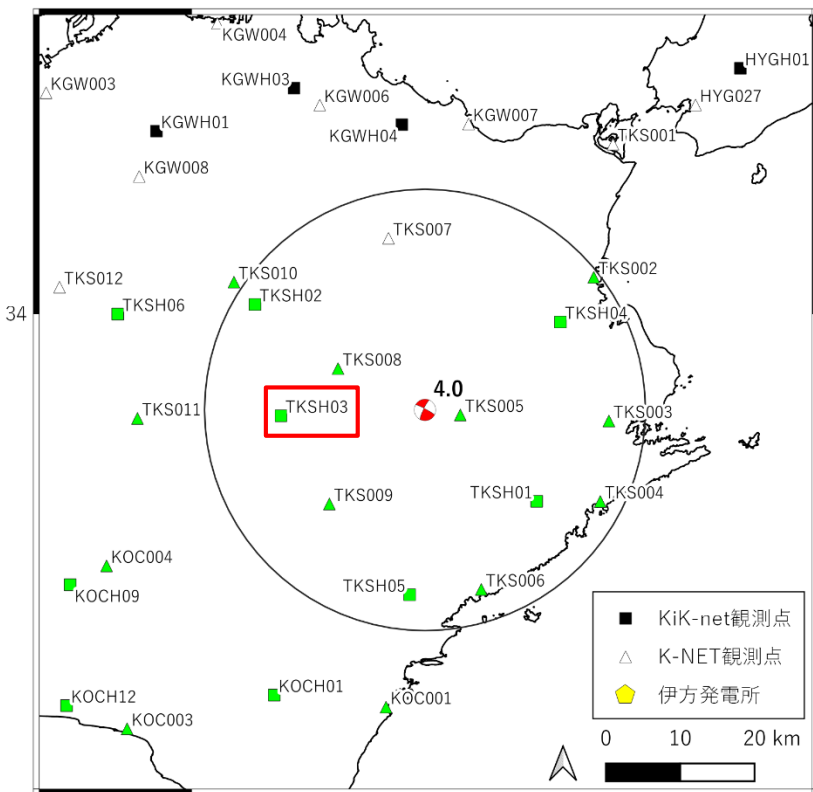 KGW004
KGW003
KGWH03
HYGH01
KGW006
HYG027
KGWH01
KGWH04
KGW007
TKS001
KGW008
TKS007
TKS012
TKS010
TKS002
TKSH06
TKSH02
34
TKSH04
TKS008
4.0
TKSH03
TKS005
TKS003
TKS011
TKS009
TKSH01
TKS004
KOC004
KOCH09
TKSH05
TKS006
KOCH12
KOC003
KOCH01
KOC001
KiK-net観測点
K-NET観測点
伊方発電所
0 10 20 km